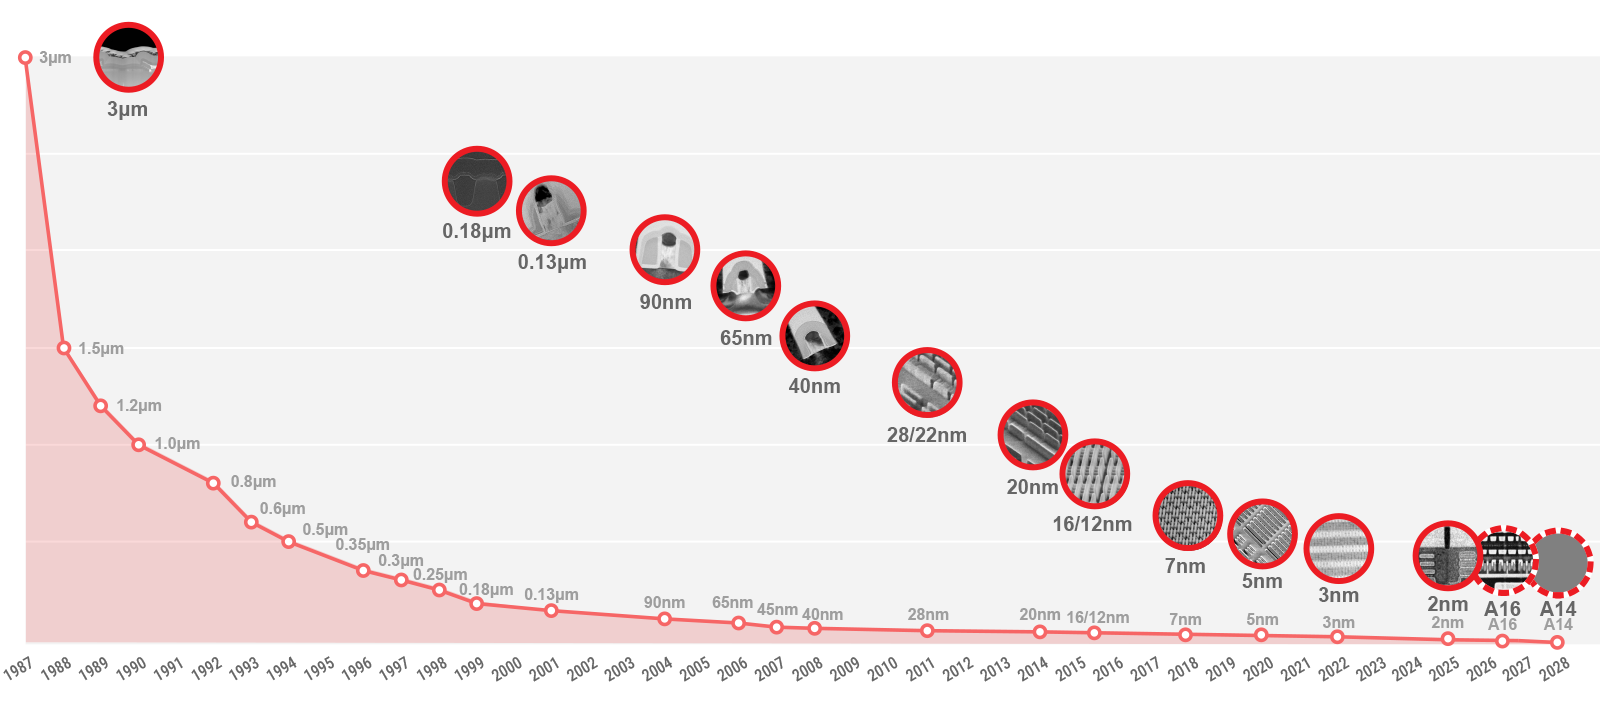 3µm
3µm
0.18µm
0.13µm
90nm
65nm
1.5µm
40nm
1.2µm
28/22nm
1.0µm
0.8µm
20nm
0.6µm
16/12nm
0.5µm
0.35µm
0.3µm
7nm
0.25µm
5nm
0.18µm
0.13µm
3nm
90nm
65nm
45nm
40nm
28nm
20nm
16/12nm
7nm
5nm
3nm
2nm
A16
A14
2nm
A16
A14
1987
1988
1989
1990
1991
1992
1993
1994
1995
1996
1997
1998
1999
2000
2001
2002
2003
2004
2005
2006
2007
2008
2009
2010
2011
2012
2013
2014
2015
2016
2017
2018
2019
2020
2021
2022
2023
2024
2025
2026
2027
2028